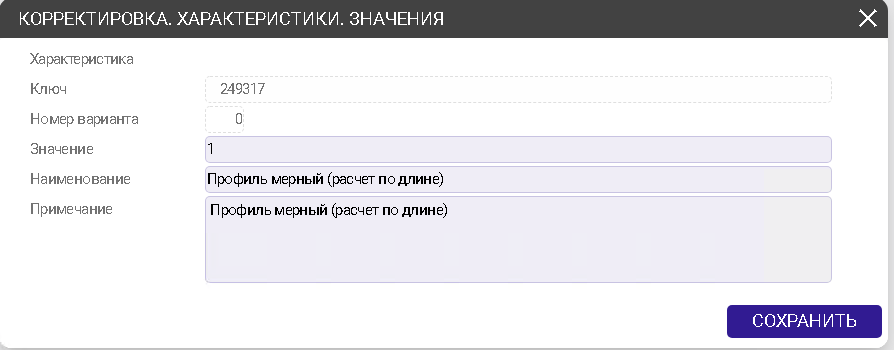 КОРРЕКТИРОВКА. ХАРАКТЕРИСТИКИ. ЗНАЧЕНИЯ
Характеристика
Ключ 249317
Номер варианта 0
Значение 1
Наименование Профиль мерный (расчет по длине)
Примечание Профиль мерный (расчет по длине)
СОХРАНИТЬ